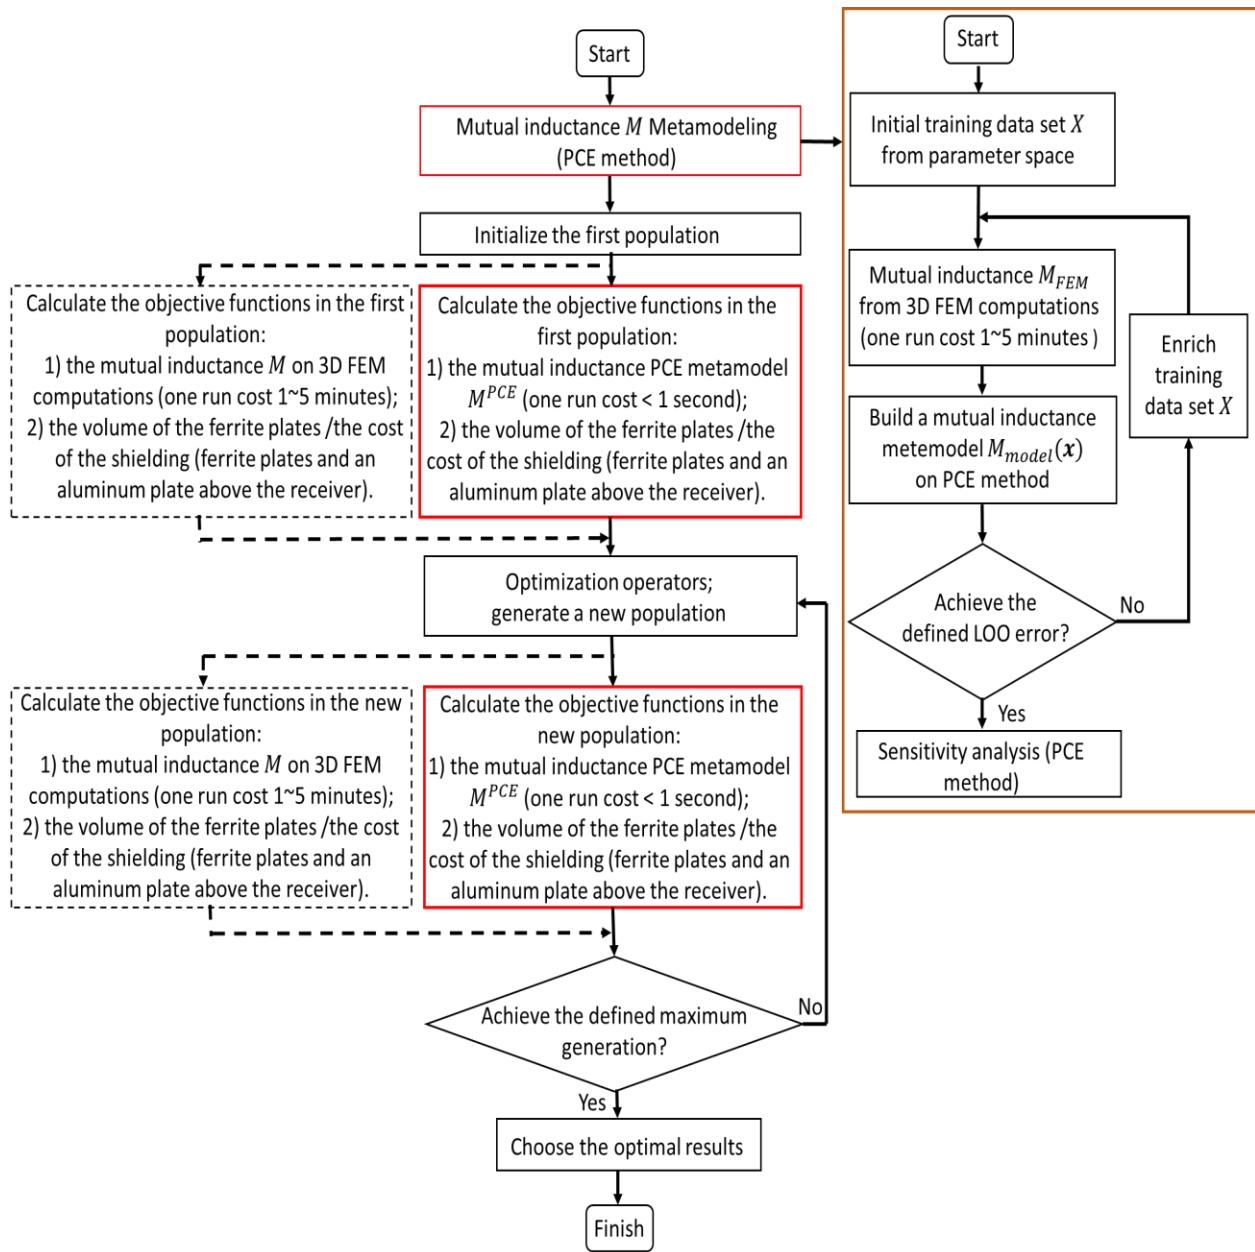 Start
Mutual inductance M Metamodeling
(PCE method)
Initialize the first population
Calculate the objective functions in the first
population:
1) the mutual inductance M on 3D FEM
computations (one run cost 1~5 minutes);
2) the volume of the ferrite plates /the cost
of the shielding (ferrite plates and an
aluminum plate above the receiver).
Calculate the objective functions in the
first population:
1) the mutual inductance PCE metamodel
M^PCE (one run cost < 1 second);
2) the volume of the ferrite plates /the
cost of the shielding (ferrite plates and an
aluminum plate above the receiver).
Optimization operators;
generate a new population
Calculate the objective functions in the new
population:
1) the mutual inductance M on 3D FEM
computations (one run cost 1~5 minutes);
2) the volume of the ferrite plates /the cost
of the shielding (ferrite plates and an
aluminum plate above the receiver).
Calculate the objective functions in the
new population:
1) the mutual inductance PCE metamodel
M^PCE (one run cost < 1 second);
2) the volume of the ferrite plates /the
cost of the shielding (ferrite plates and an
aluminum plate above the receiver).
Achieve the defined maximum
generation?
No
Yes
Choose the optimal results
Finish
Start
Initial training data set X
from parameter space
Mutual inductance M_FEM
from 3D FEM computations
(one run cost 1~5 minutes )
Build a mutual inductance
metemodel M_model(x)
on PCE method
Enrich
training
data set X
Achieve the
defined LOO error?
No
Yes
Sensitivity analysis (PCE
method)